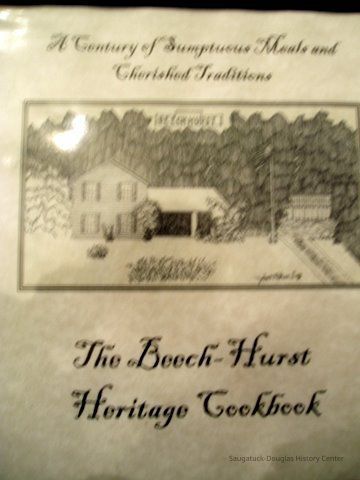 A Century of Sumptuous Meals and
Cherished Traditions
BEECHHURST
The Beech-Hurst
Heritage Cookbook
Saugatuck-Douglas History Center